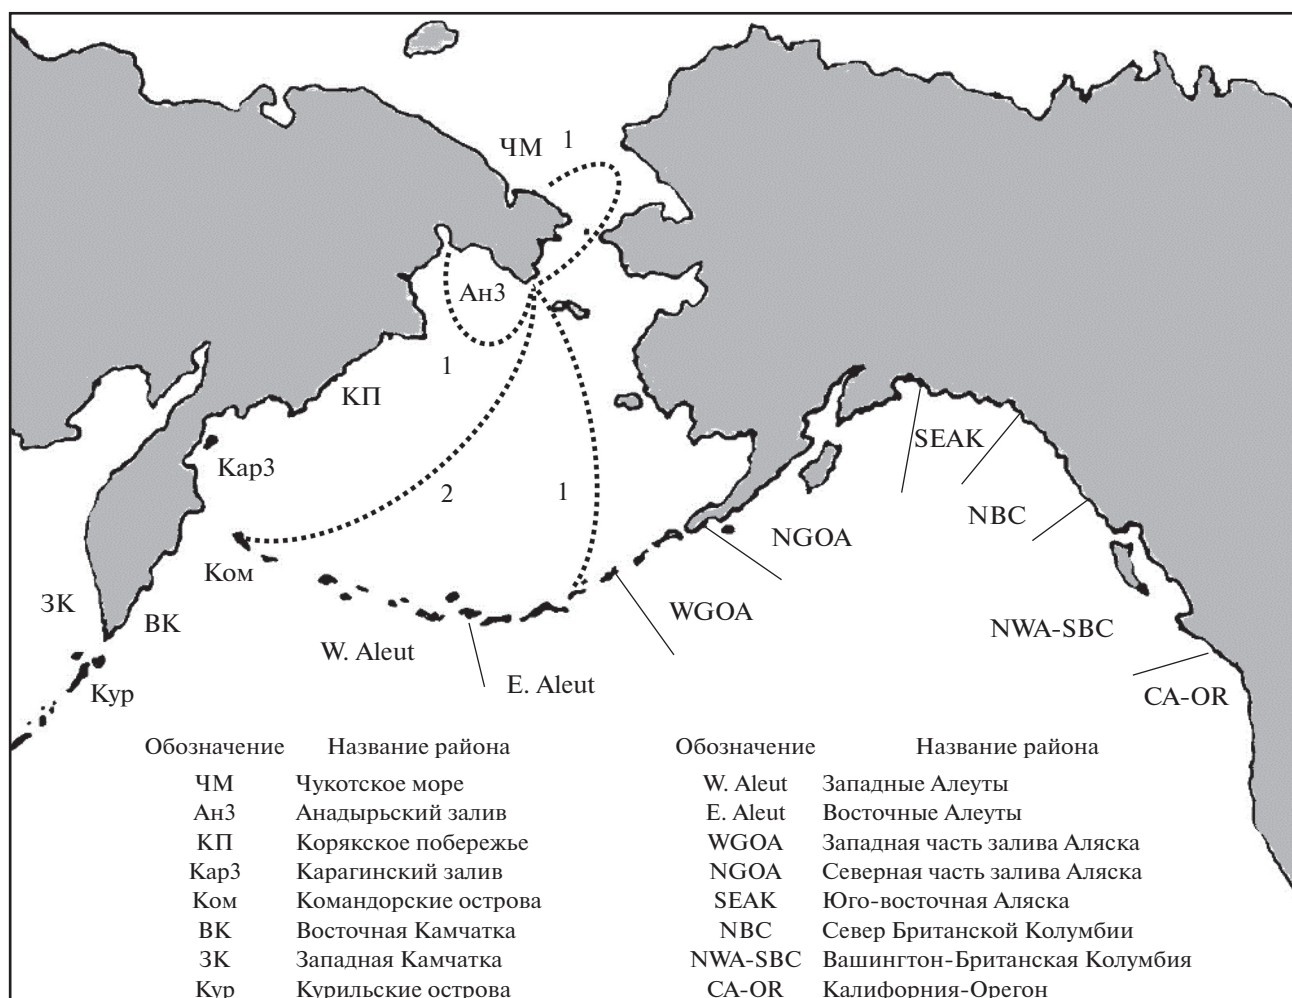 ЧМ 1
АнЗ
1
КП
SEAK
КарЗ
2 1
NBC
NGOA
Ком
ЗК
ВК
WGOA
NWA-SBC
W. Aleut
E. Aleut
Кур
CA-OR
Обозначение Название района Обозначение Название района
ЧМ Чукотское море W. Aleut Западные Алеуты
АнЗ Анадырьский залив E. Aleut Восточные Алеуты
КП Корякское побережье WGOA Западная часть залива Аляска
КарЗ Карагинский залив NGOA Северная часть залива Аляска
Ком Командорские острова SEAK Юго-восточная Аляска
ВК Восточная Камчатка NBC Север Британской Колумбии
ЗК Западная Камчатка NWA-SBC Вашингтон-Британская Колумбия
Кур Курильские острова CA-OR Калифорния-Орегон